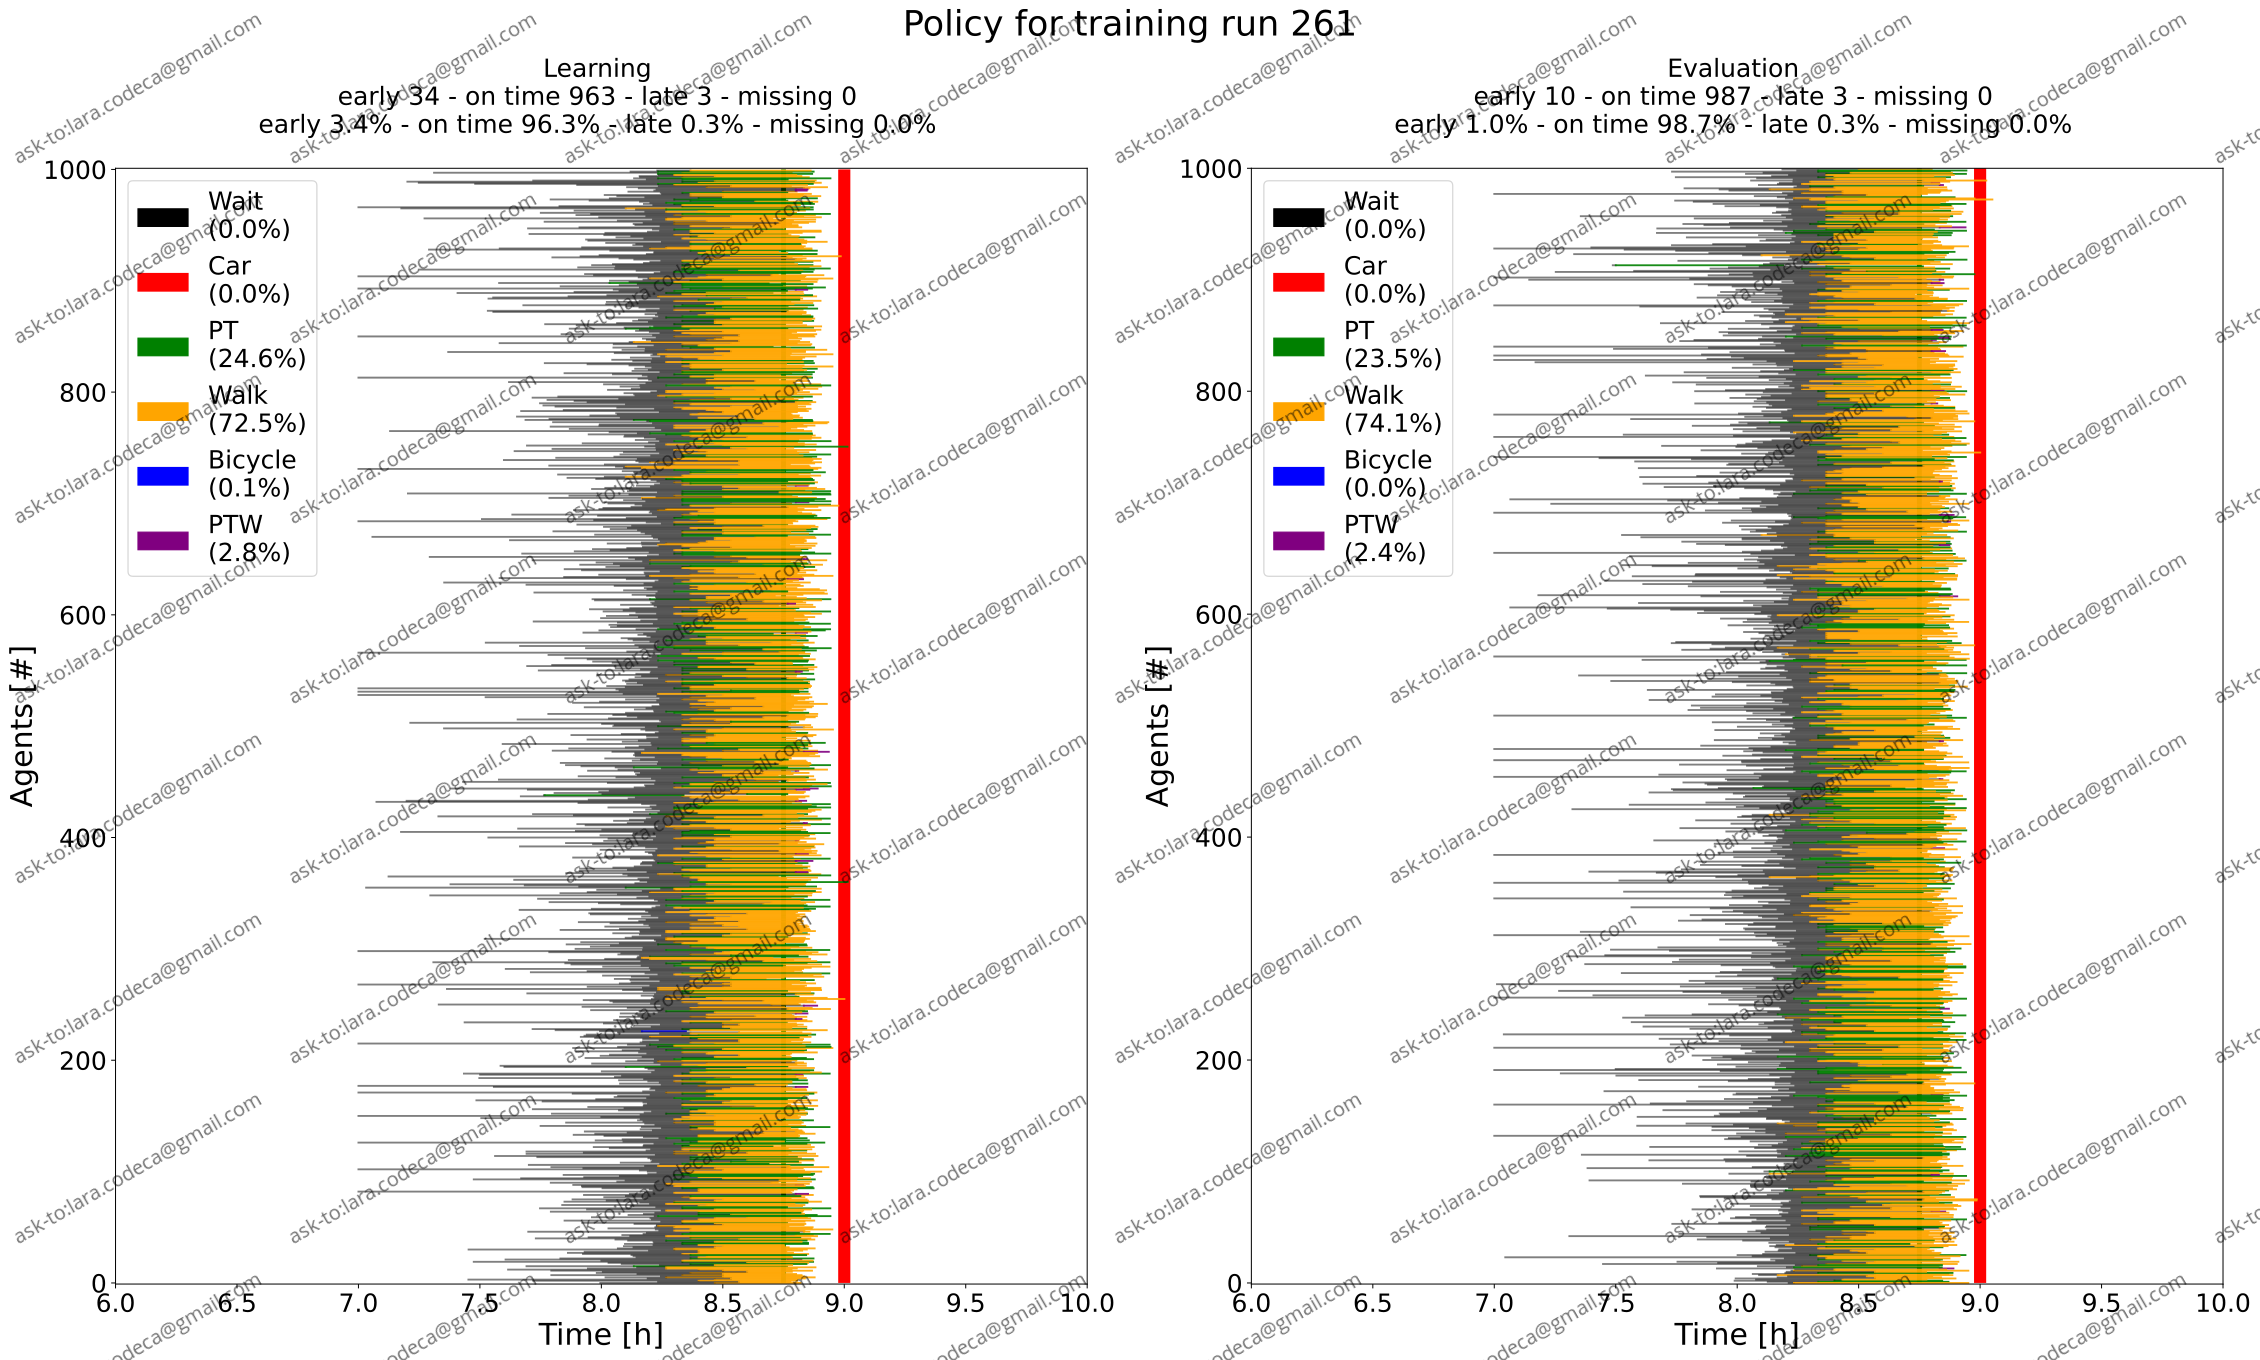 Policy for training run 261
Learning
early 34 - on time 963 - late 3 - missing 0
early 3.4% - on time 96.3% - late 0.3% - missing 0.0%
1000
800
600
400
200
0
Agents [#]
Wait
(0.0%)
Car
(0.0%)
PT
(24.6%)
Walk
(72.5%)
Bicycle
(0.1%)
PTW
(2.8%)
6.0 6.5 7.0 7.5 8.0 8.5 9.0 9.5 10.0
Time [h]
Evaluation
early 10 - on time 987 - late 3 - missing 0
early 1.0% - on time 98.7% - late 0.3% - missing 0.0%
1000
800
600
400
200
0
Agents [#]
Wait
(0.0%)
Car
(0.0%)
PT
(23.5%)
Walk
(74.1%)
Bicycle
(0.0%)
PTW
(2.4%)
6.0 6.5 7.0 7.5 8.0 8.5 9.0 9.5 10.0
Time [h]
ask-to:lara.codeca@gmail.com